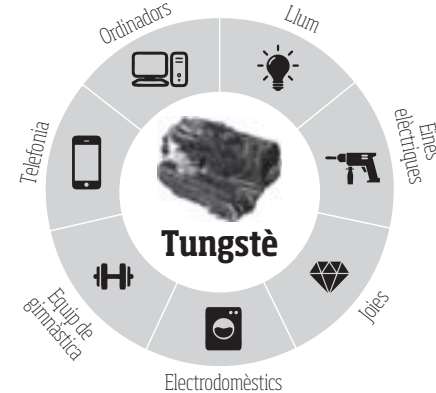 Ordinadors
Llum
Telefonia
Eines
elèctriques
Tungstè
Equip de
gimnàstica
Joies
Electrodomèstics